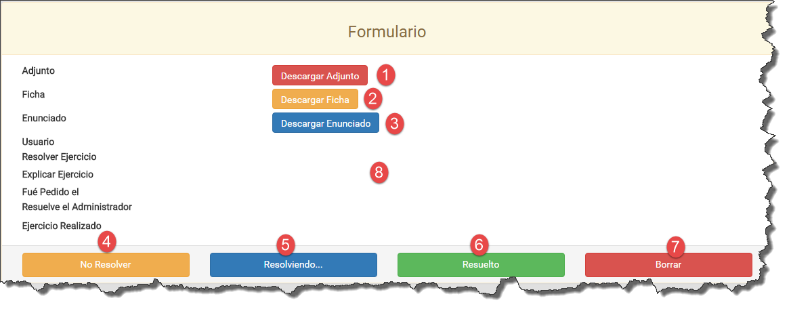 Formulario
Adjunto Descargar Adjunto 1
Ficha Descargar Ficha 2
Enunciado Descargar Enunciado 3
Usuario
Resolver Ejercicio
Explicar Ejercicio 8
Fué Pedido el
Resuelve el Administrador
Ejercicio Realizado
4 5 6 7
No Resolver Resolviendo... Resuelto Borrar